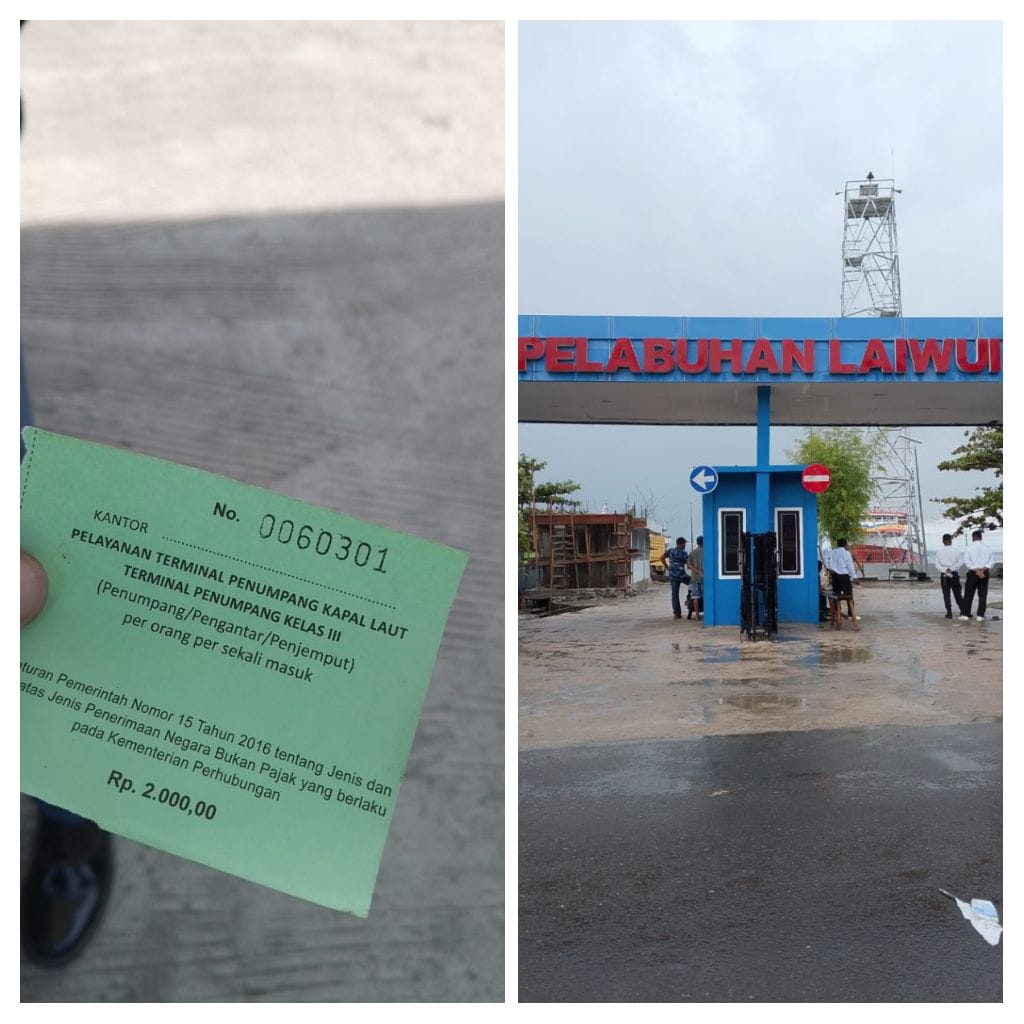 No. 0060301
KANTOR
PELAYANAN TERMINAL PENUMPANG KAPAL LAUT
TERMINAL PENUMPANG KELAS III
(Penumpang/Pengantar/Penjemput)
per orang per sekali masuk
Pemerintah Nomor 15 Tahun 2016 tentang Jenis dan
atas Jenis Penerimaan Negara Bukan Pajak yang berlaku
pada Kementerian Perhubungan
Rp. 2.000,00
PELABUHAN LAIWUI